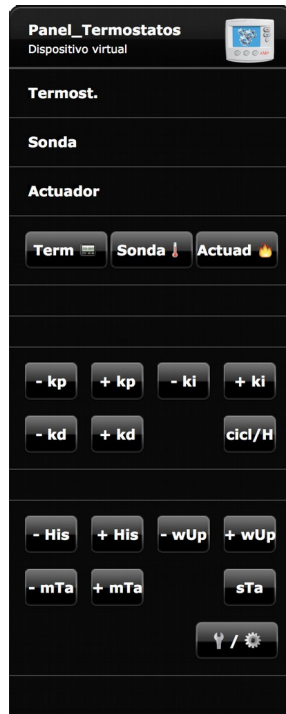 Panel_Termostatos
Dispositivo virtual
Termost.
Sonda
Actuador
Term Sonda Actuad
- kp + kp - ki + ki
- kd + kd cicl/H
- His + His - wUp + wUp
- mTa + mTa sTa
/